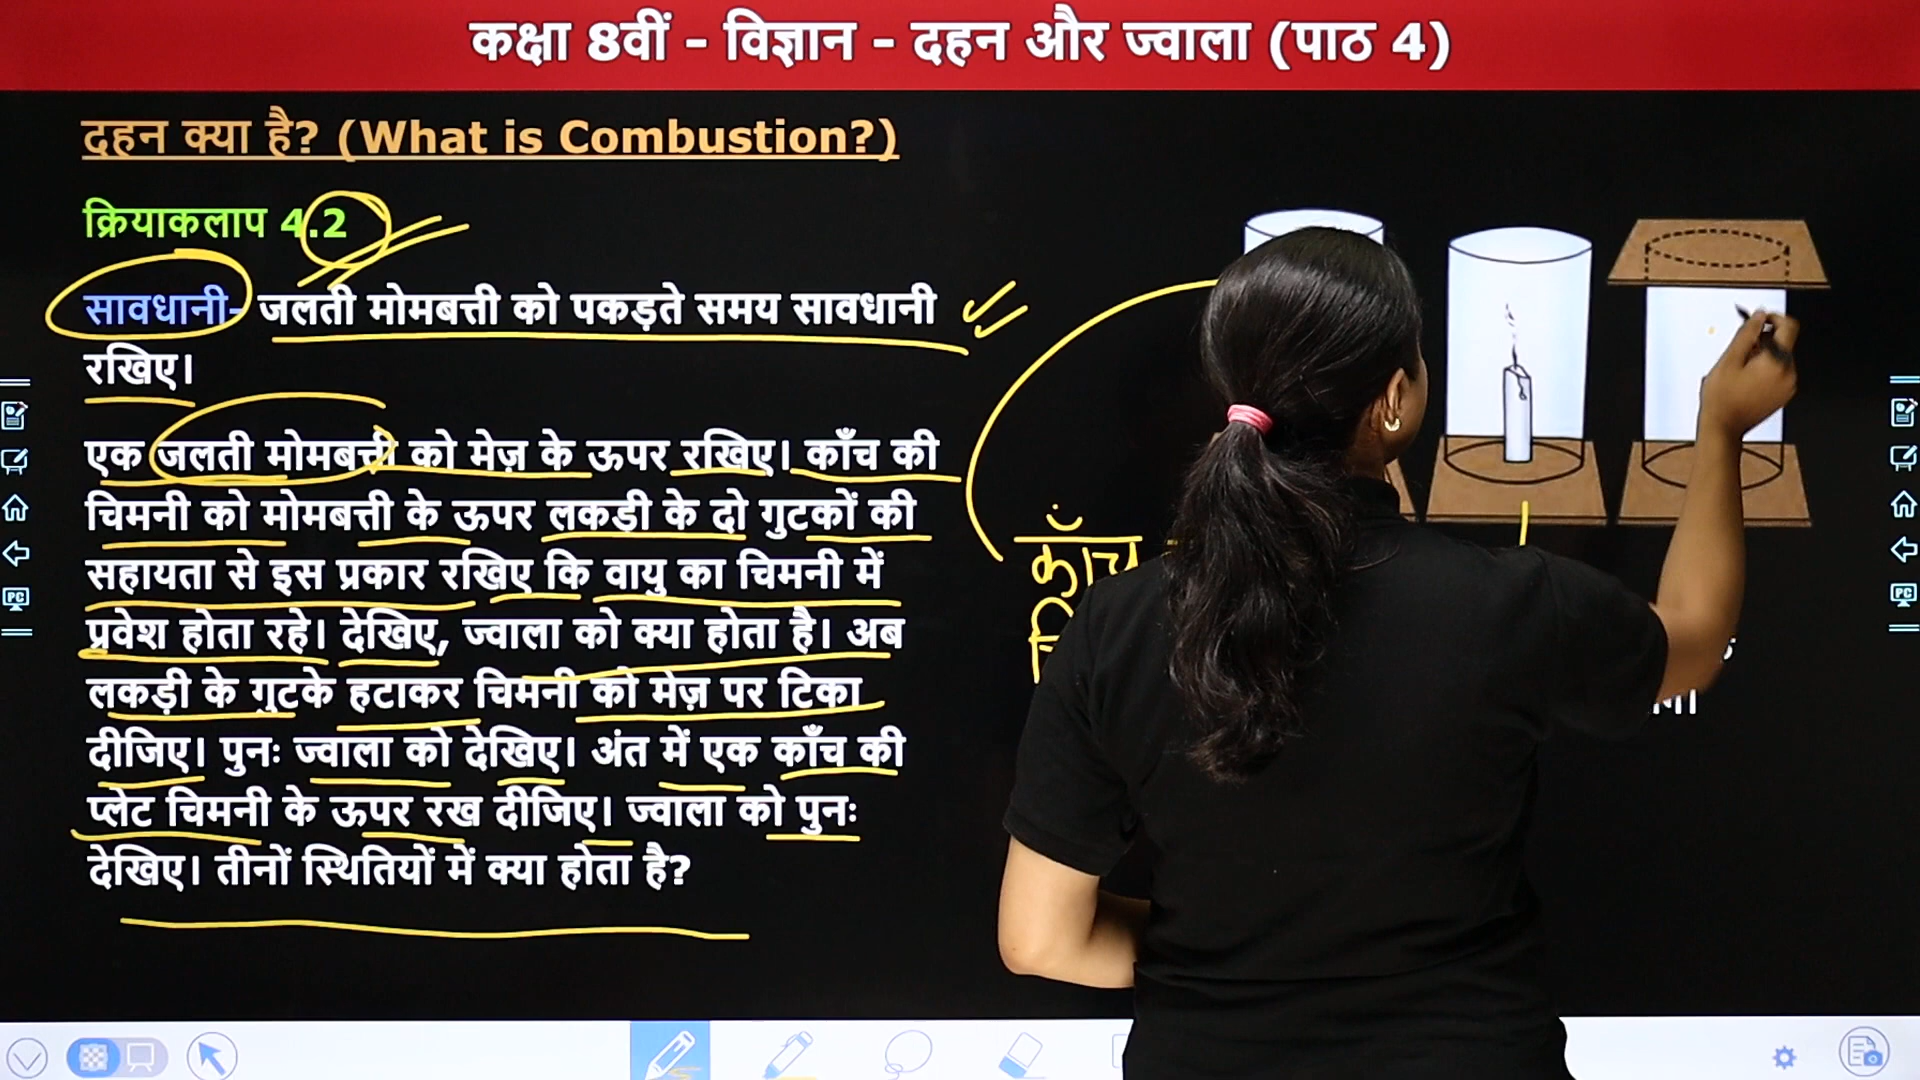 कक्षा 8वीं - विज्ञान - दहन और ज्वाला (पाठ 4)
दहन क्या है? (What is Combustion?)
क्रियाकलाप 4.2
सावधानी- जलती मोमबत्ती को पकड़ते समय सावधानी
रखिए।
एक जलती मोमबत्ती को मेज़ के ऊपर रखिए। काँच की
चिमनी को मोमबत्ती के ऊपर लकडी के दो गुटकों की
सहायता से इस प्रकार रखिए कि वायु का चिमनी में
प्रवेश होता रहे। देखिए, ज्वाला को क्या होता है। अब
लकड़ी के गुटके हटाकर चिमनी को मेज़ पर टिका
दीजिए। पुनः ज्वाला को देखिए। अंत में एक काँच की
प्लेट चिमनी के ऊपर रख दीजिए। ज्वाला को पुनः
देखिए। तीनों स्थितियों में क्या होता है?
काँच
PC
PC